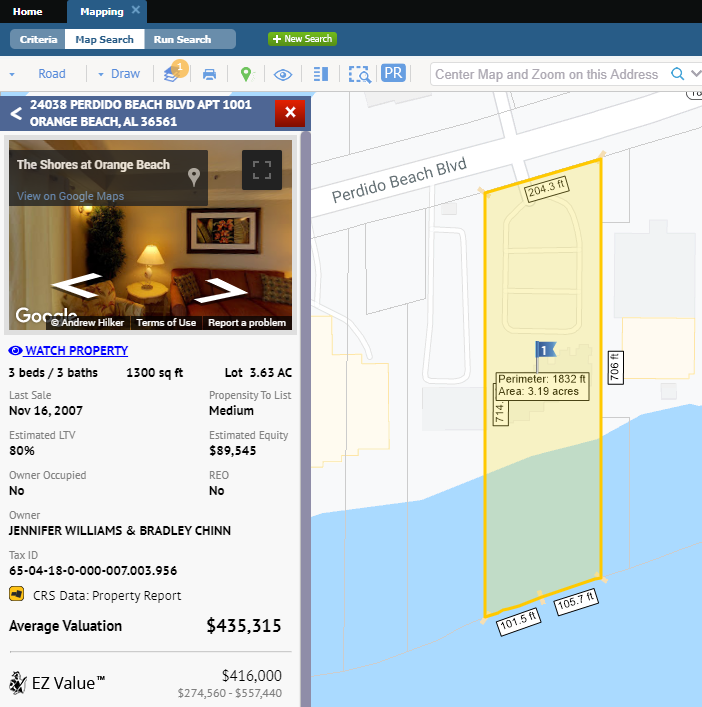 Home Mapping
Criteria Map Search Run Search + New Search
Road Draw 1 PR Center Map and Zoom on this Address
24038 PERDIDO BEACH BLVD APT 1001
ORANGE BEACH, AL 36561
The Shores at Orange Beach
View on Google Maps
Google
© Andrew Hilker Terms of Use Report a problem
WATCH PROPERTY
3 beds / 3 baths 1300 sq ft Lot 3.63 AC
Last Sale Propensity To List
Nov 16, 2007 Medium
Estimated LTV Estimated Equity
80% $89,545
Owner Occupied REO
No No
Owner
JENNIFER WILLIAMS & BRADLEY CHINN
Tax ID
65-04-18-0-000-007.003.956
CRS Data: Property Report
Average Valuation $435,315
EZ Value™ $416,000
$274,560 - $557,440
Perdido Beach Blvd
204.3 ft
1
706 ft
Perimeter: 1832 ft
Area: 3.19 acres
714
101.5 ft
105.7 ft